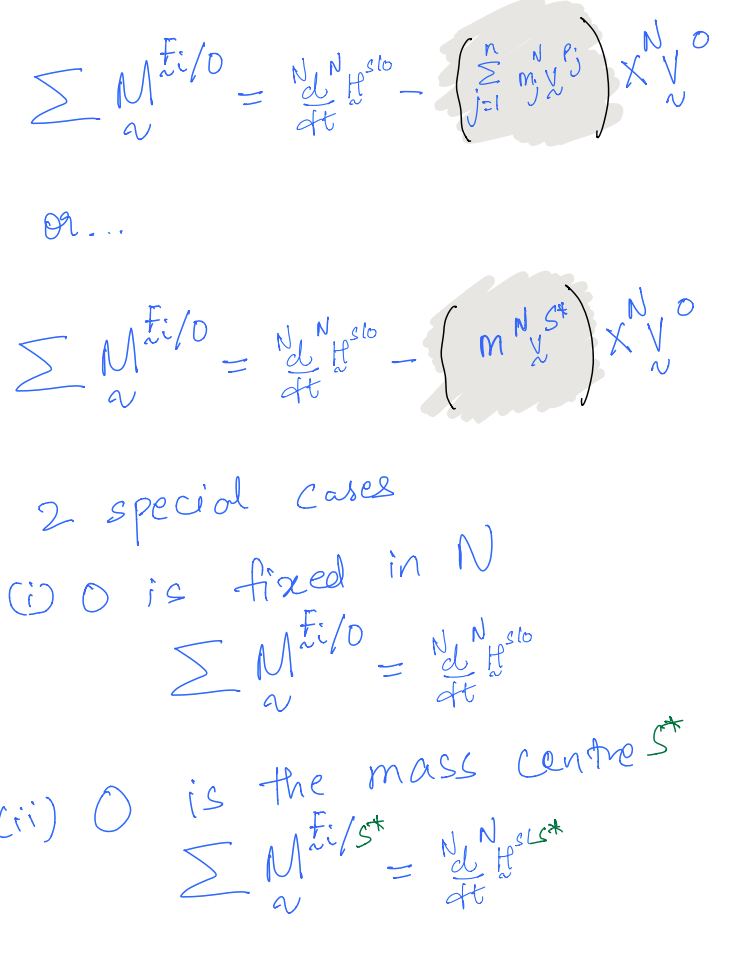 $\sum \underset{\sim}{M}^{\underset{\sim}{F}_i/O} = \frac{{}^N d}{dt} {}^N \underset{\sim}{H}^{S/O} - \left( \sum_{j=1}^{n} m_j {}^N \underset{\sim}{V}^{P_j} \right) \times {}^N \underset{\sim}{V}^{O}$
or...
$\sum \underset{\sim}{M}^{\underset{\sim}{F}_i/O} = \frac{{}^N d}{dt} {}^N \underset{\sim}{H}^{S/O} - \left( m {}^N \underset{\sim}{V}^{S^*} \right) \times {}^N \underset{\sim}{V}^{O}$
2 special cases
(i) O is fixed in N
$\sum \underset{\sim}{M}^{\underset{\sim}{F}_i/O} = \frac{{}^N d}{dt} {}^N \underset{\sim}{H}^{S/O}$
(ii) O is the mass centre S*
$\sum \underset{\sim}{M}^{\underset{\sim}{F}_i/S^*} = \frac{{}^N d}{dt} {}^N \underset{\sim}{H}^{S/S^*}$